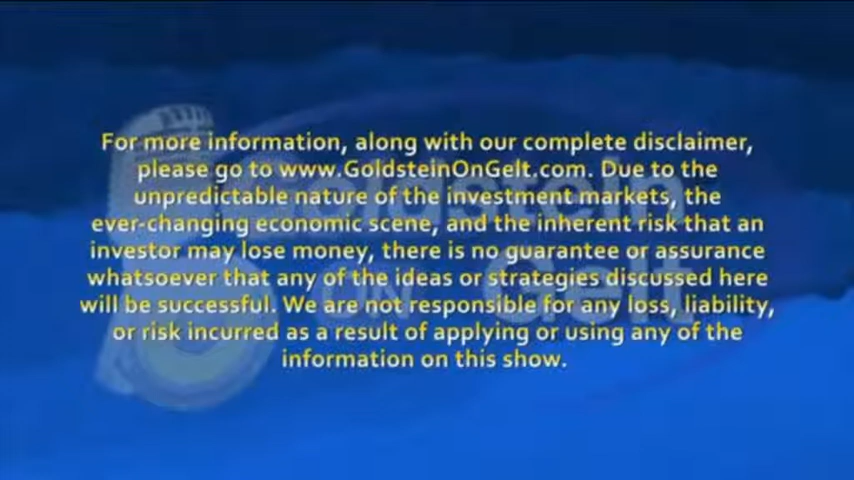 For more information, along with our complete disclaimer,
please go to www.GoldsteinOnGelt.com. Due to the
unpredictable nature of the investment markets, the
ever-changing economic scene, and the inherent risk that an
investor may lose money, there is no guarantee or assurance
whatsoever that any of the ideas or strategies discussed here
will be successful. We are not responsible for any loss, liability,
or risk incurred as a result of applying or using any of the
information on this show.
Goldstein
ON Gelt